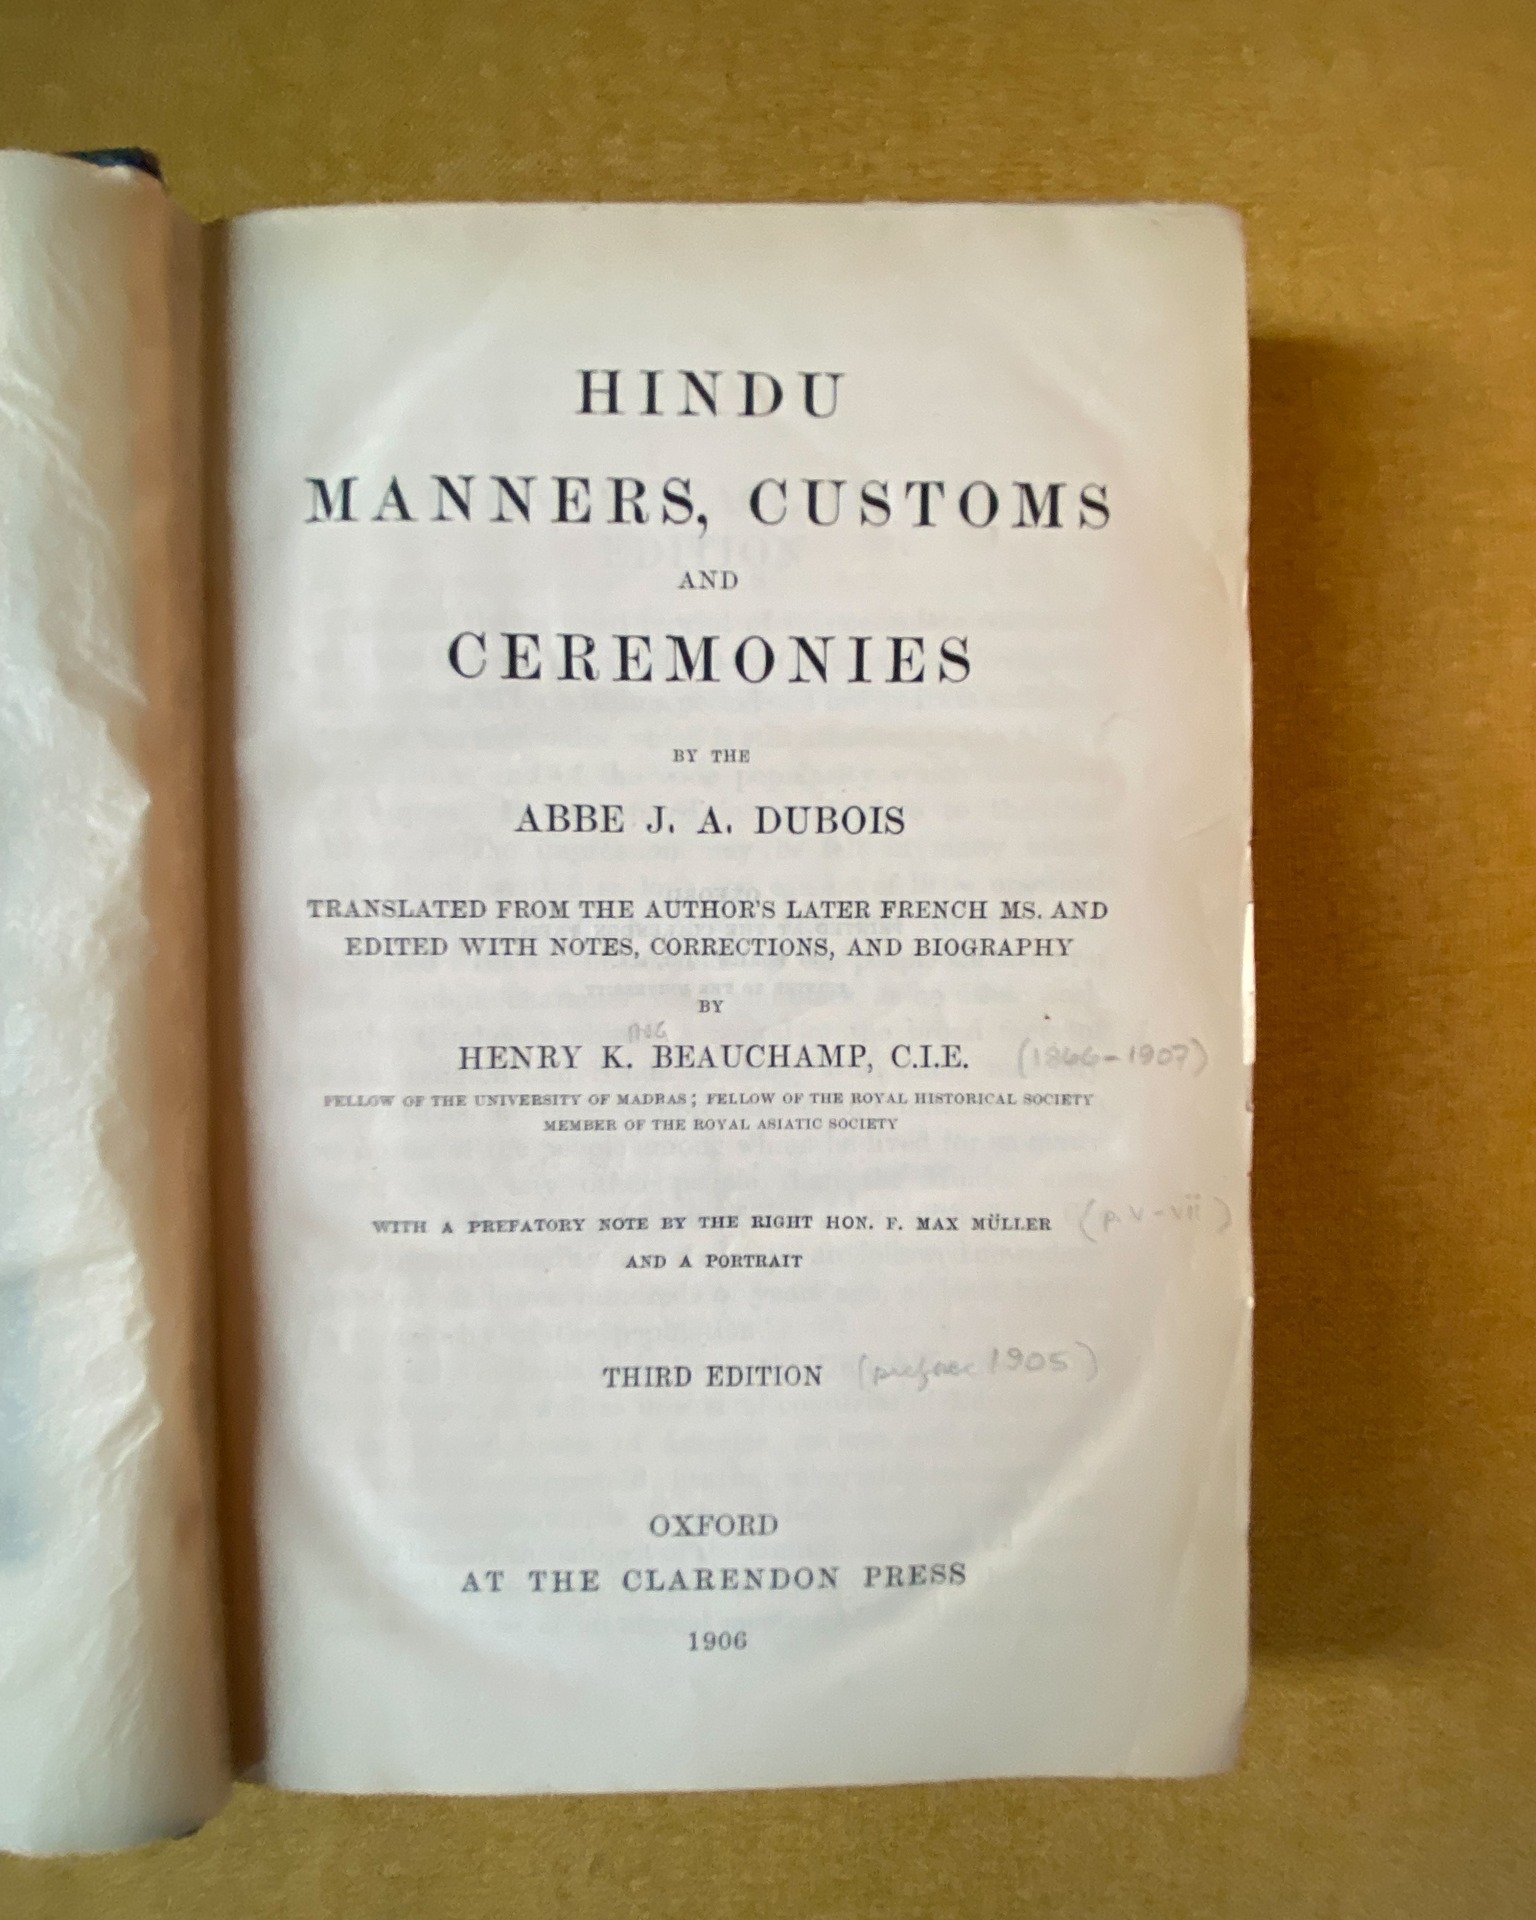 HINDU
MANNERS, CUSTOMS
AND
CEREMONIES
BY THE
ABBE J. A. DUBOIS
TRANSLATED FROM THE AUTHOR'S LATER FRENCH MS. AND
EDITED WITH NOTES, CORRECTIONS, AND BIOGRAPHY
BY
HENRY K. BEAUCHAMP, C.I.E. (1866-1907)
FELLOW OF THE UNIVERSITY OF MADRAS; FELLOW OF THE ROYAL HISTORICAL SOCIETY
MEMBER OF THE ROYAL ASIATIC SOCIETY
WITH A PREFATORY NOTE BY THE RIGHT HON. F. MAX MÜLLER (p. v-vii)
AND A PORTRAIT
THIRD EDITION (preface 1905)
OXFORD
AT THE CLARENDON PRESS
1906